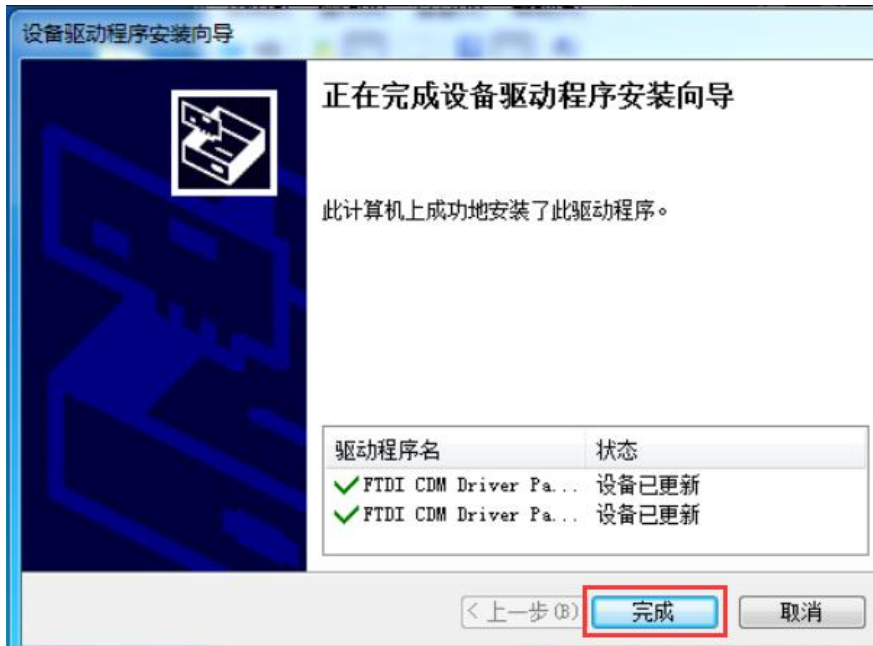 设备驱动程序安装向导
正在完成设备驱动程序安装向导
此计算机上成功地安装了此驱动程序。
驱动程序名 状态
FTDI CDM Driver Pa... 设备已更新
FTDI CDM Driver Pa... 设备已更新
< 上一步(B) 完成 取消